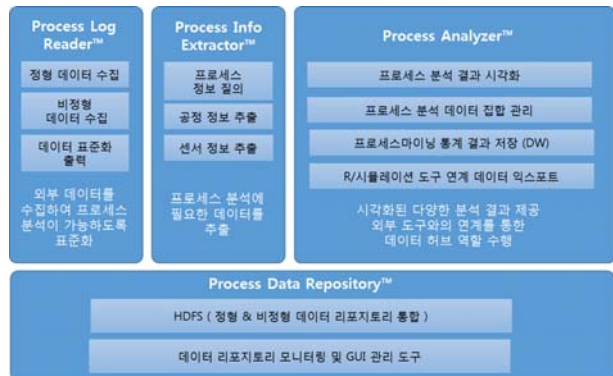 Process Log
Reader™
정형 데이터 수집
비정형
데이터 수집
데이터 표준화
출력
외부 데이터를
수집하여 프로세스
분석이 가능하도록
표준화
Process Info
Extractor™
프로세스
정보 질의
공정 정보 추출
센서 정보 추출
프로세스 분석에
필요한 데이터를
추출
Process Analyzer™
프로세스 분석 결과 시각화
프로세스 분석 데이터 집합 관리
프로세스마이닝 통계 결과 저장 (DW)
R/시뮬레이션 도구 연계 데이터 익스포트
시각화된 다양한 분석 결과 제공
외부 도구와의 연계를 통한
데이터 허브 역할 수행
Process Data Repository™
HDFS ( 정형 & 비정형 데이터 리포지토리 통합 )
데이터 리포지토리 모니터링 및 GUI 관리 도구